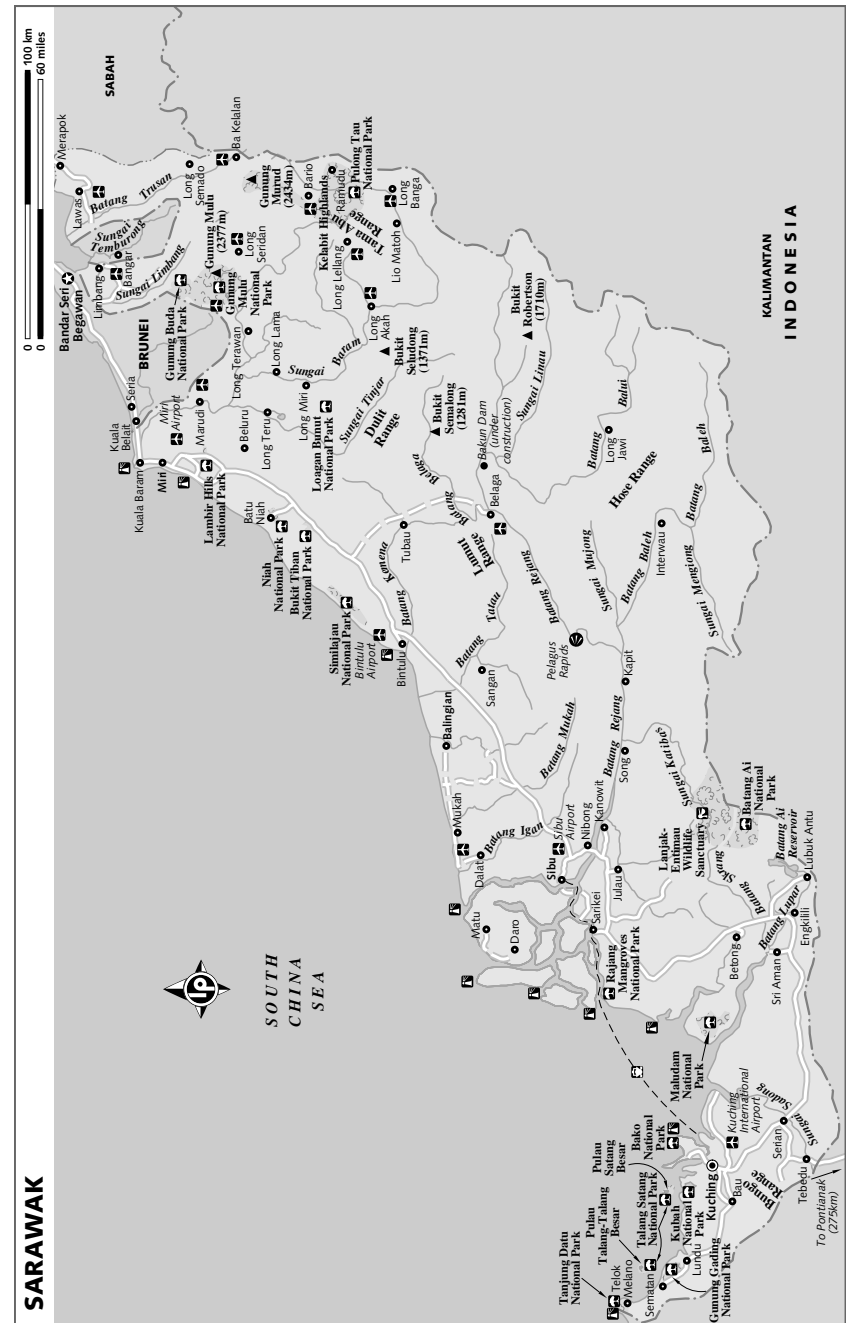 SARAWAK
0
100 km
0
60 miles
SABAH
BRUNEI
KALIMANTAN
INDONESIA
SOUTH
CHINA
SEA
lp
Merapok
Lawas
Batang
Trusan
Long
Semado
Ba Kelalan
Gunung
Murud
(2434m)
Bario
Ramudu
Pulong Tau
National Park
Kelabit Highlands
Tama Abu
Range
Long
Banga
Lio Matoh
Long Lellang
Long
Seridan
Gunung Mulu
(2377m)
Sungai
Temburong
Bangar
Limbang
Sungai Limbang
Bandar Seri
Begawan
Gunung Buda
National Park
Gunung
Mulu
National
Park
Long Terawan
Long Lama
Sungai
Baram
Long
Akah
Bukit
Seludong
(1371m)
Bukit
Robertson
(1710m)
Seria
Kuala
Belait
Miri
Airport
Marudi
Beluru
Long Teru
Long Miri
Loagan Bunut
National Park
Sungai Tinjar
Dulit
Range
Bukit
Semalong
(1281m)
Sungai Linau
Bakun Dam
(under
construction)
Kuala Baram
Miri
Lambir Hills
National Park
Batu
Niah
Niah
National Park
Bukit Tiban
National Park
Similajau
National Park
Bintulu
Airport
Bintulu
Batang
Kemena
Tubau
Belaga
Batang
Belaga
Lumut
Range
Batang
Tatau
Sangan
Batang Rejang
Pelagus
Rapids
Batang
Balui
Long
Jawi
Hose Range
Sungai Mujong
Batang Baleh
Interwau
Batang
Baleh
Sungai Mengiong
Kapit
Batang Rejang
Song
Sungai Katibas
Balingian
Batang Mukah
Mukah
Dalat
Batang Igan
Sibu
Sibu
Airport
Nibong
Kanowit
Julau
Sarikei
Matu
Daro
Rajang
Mangroves
National Park
Lanjak-
Entimau
Wildlife
Sanctuary
Batang Ai
National
Park
Batang Ai
Reservoir
Lubuk Antu
Batang
Skrang
Batang Lupar
Engkilili
Betong
Sri Aman
Maludam
National
Park
Kuching
International
Airport
Sungai
Sadong
Serian
Tebedu
To Pontianak
(275km)
Bungo
Range
Bau
Kuching
Bako
National
Park
Pulau
Satang
Besar
Talang Satang
National Park
Kubah
National
Park
Pulau
Talang-Talang
Besar
Tanjung Datu
National Park
Telok
Melano
Sematan
Lundu
Gunung Gading
National Park